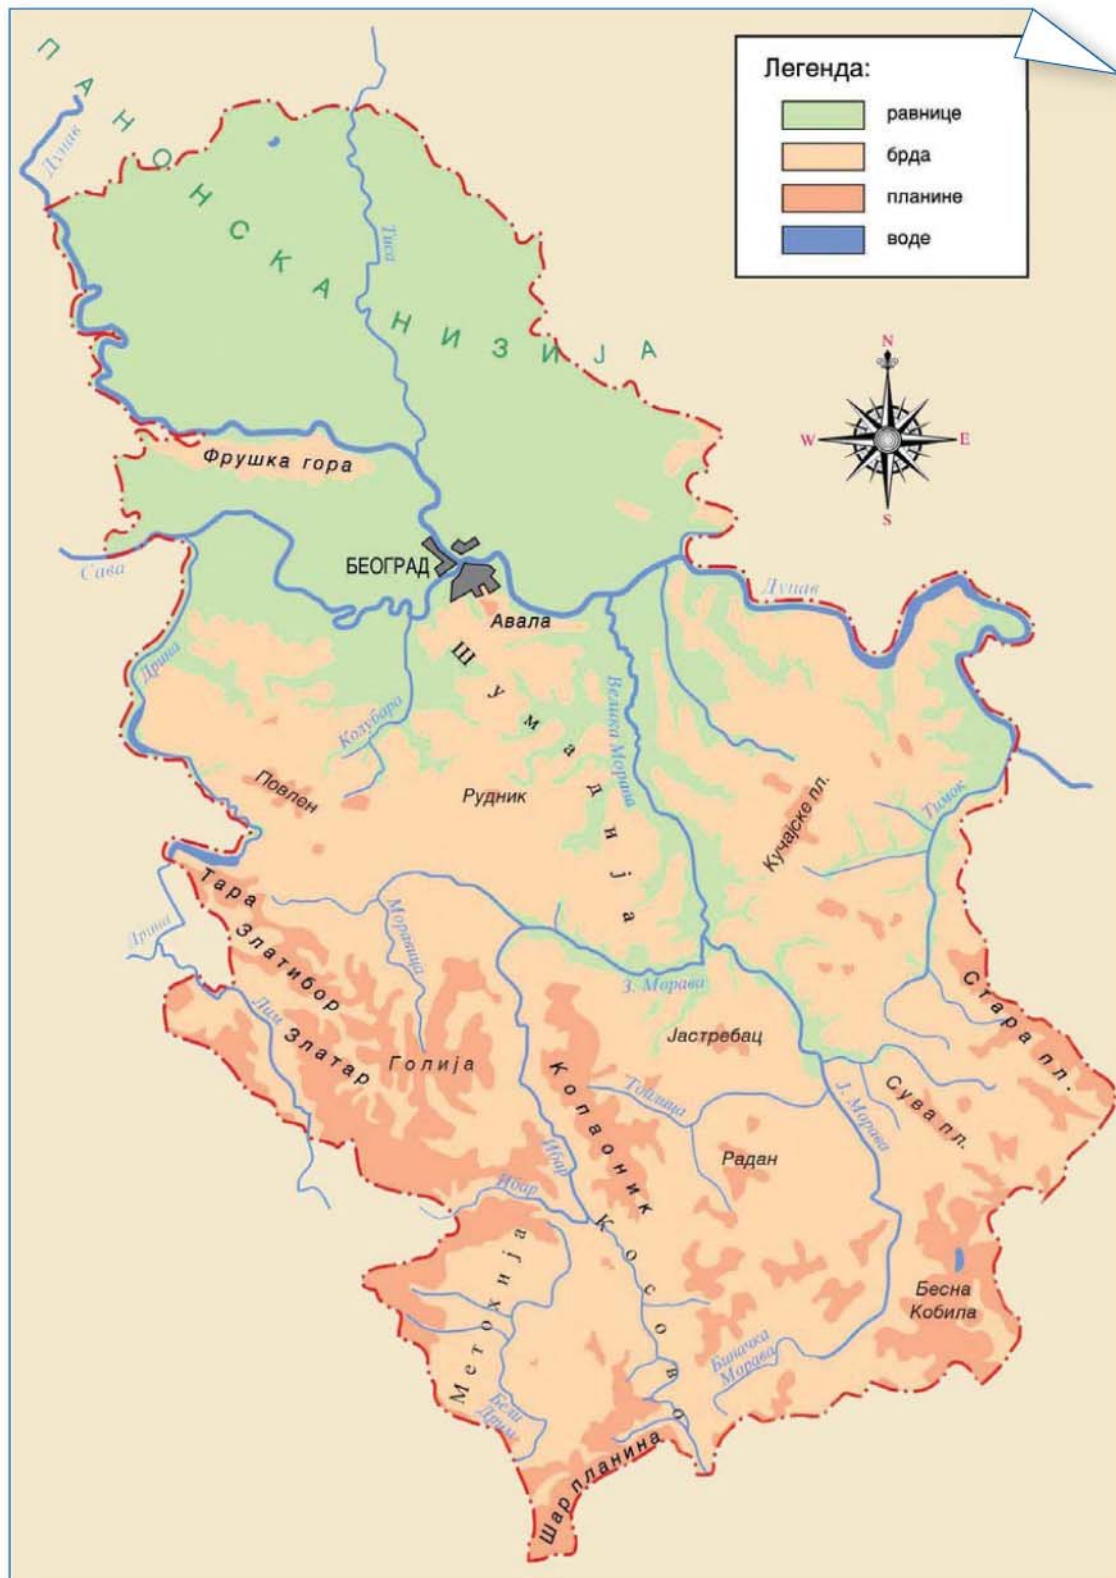 Легенда:
равнице
брда
планине
воде
ПАНОНСКА НИЗИЈА
Дунав
Тиса
N
W
E
S
Фрушка гора
Сава
БЕОГРАД
Дунав
Авала
Шумадија
Дрина
Колубара
Велика Морава
Повлен
Рудник
Кучајске пл.
Тимок
Тара
Дрина
Златибор
Моравица
З. Морава
Стара пл.
Лим
Златар
Голија
Копаоник
Јастребац
Топлица
Ј. Морава
Сува пл.
Ибар
Радан
Ибар
Косово
Метохија
Бесна
Кобила
Биначка
Морава
Бели
Дрим
Шар планина